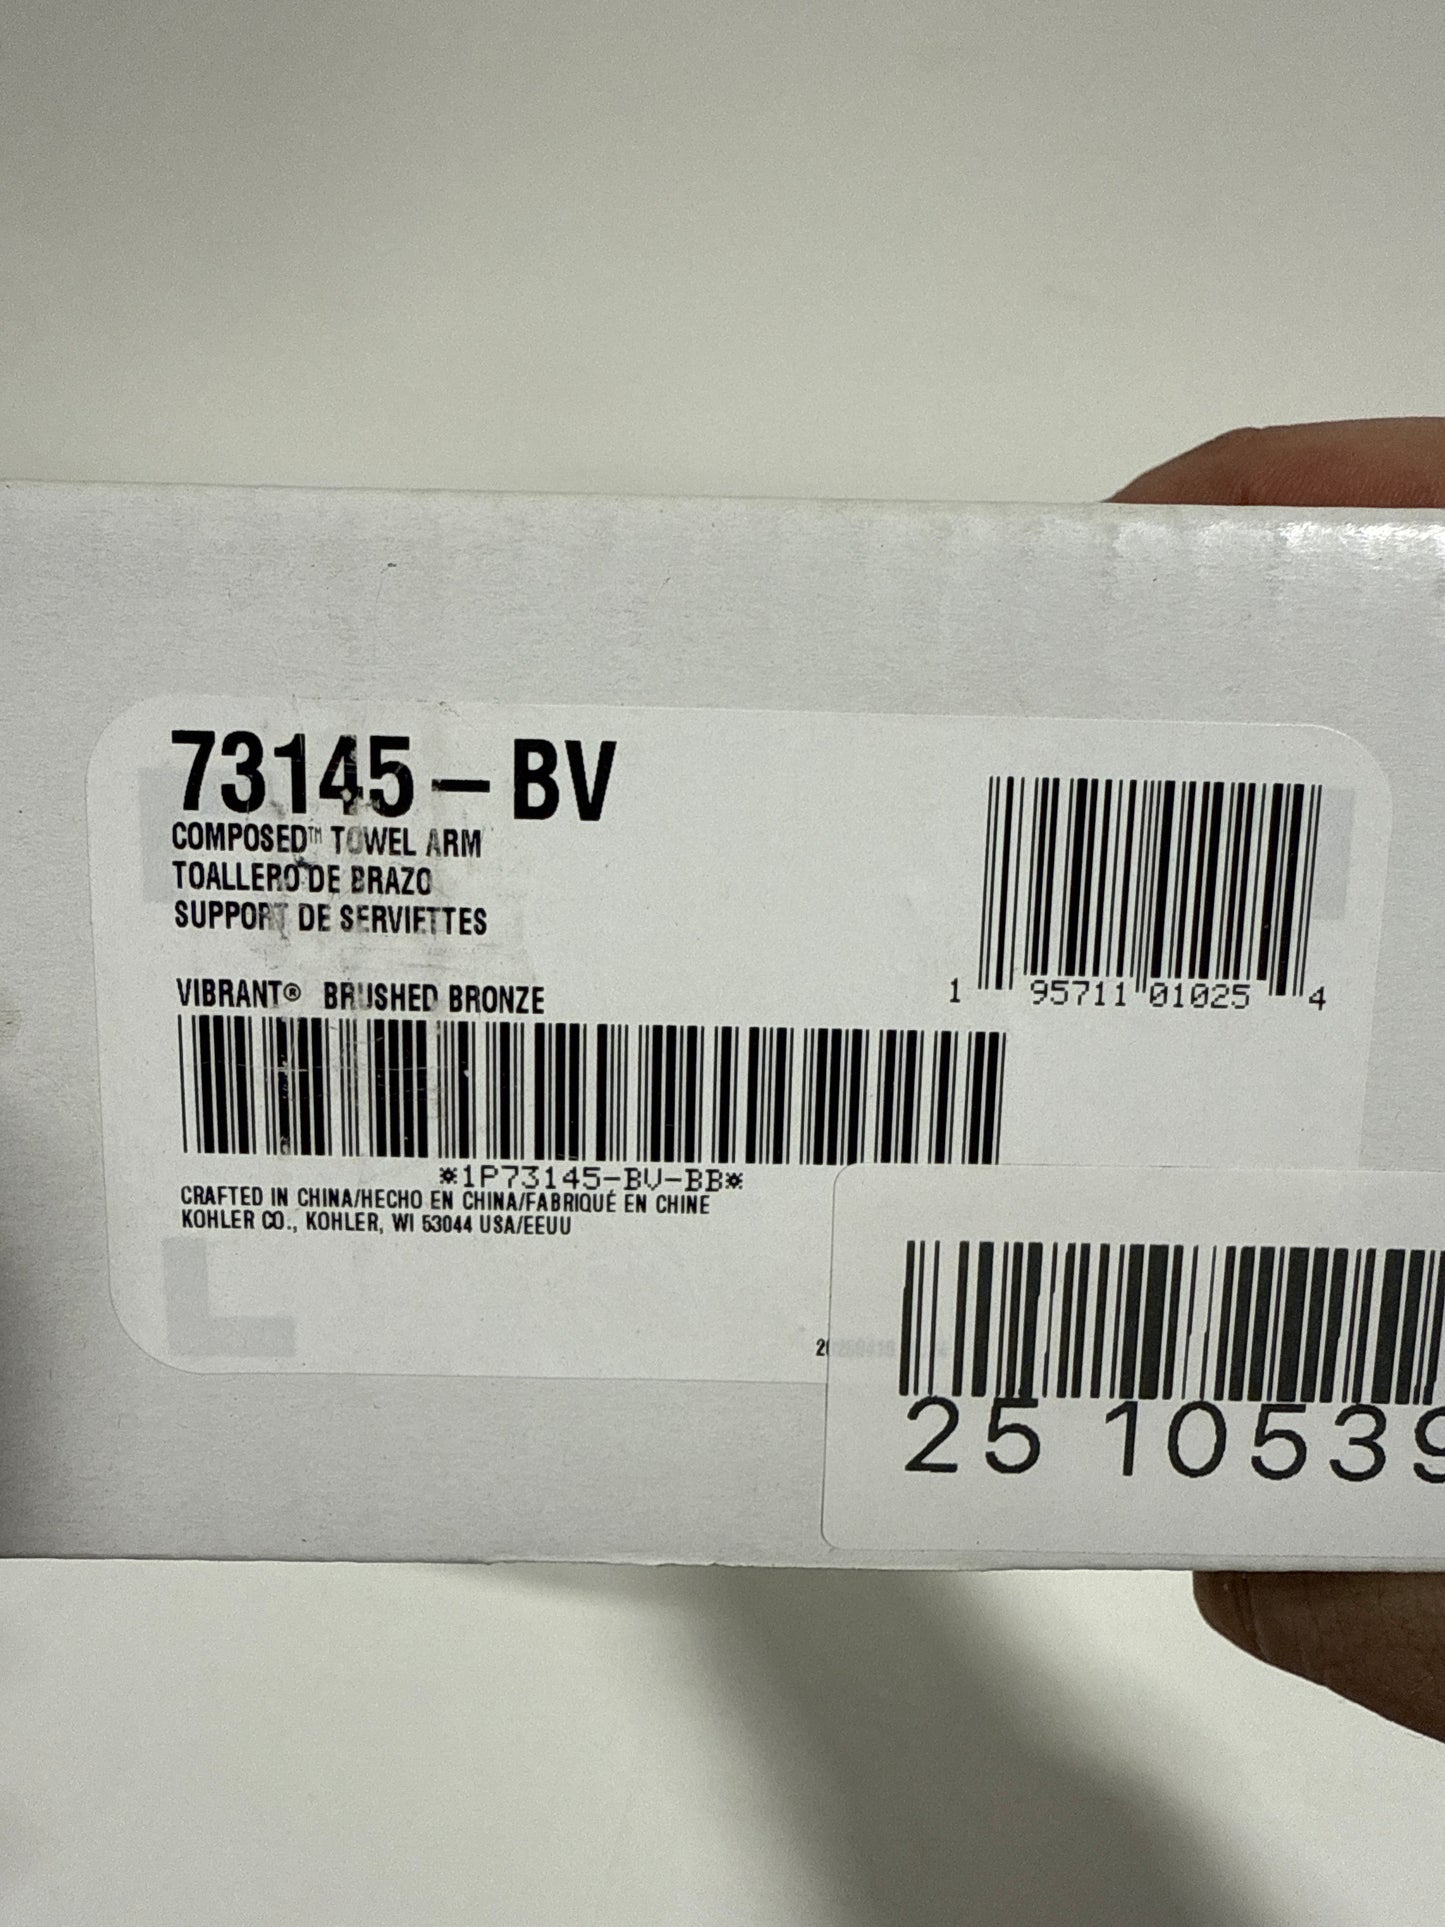 73145-BV
COMPOSED™ TOWEL ARM
TOALLERO DE BRAZO
SUPPORT DE SERVIETTES
VIBRANT® BRUSHED BRONZE
1 95711 01025 4
*1P73145-BV-BB*
CRAFTED IN CHINA/HECHO EN CHINA/FABRIQUÉ EN CHINE
KOHLER CO., KOHLER, WI 53044 USA/EEUU
25 10539